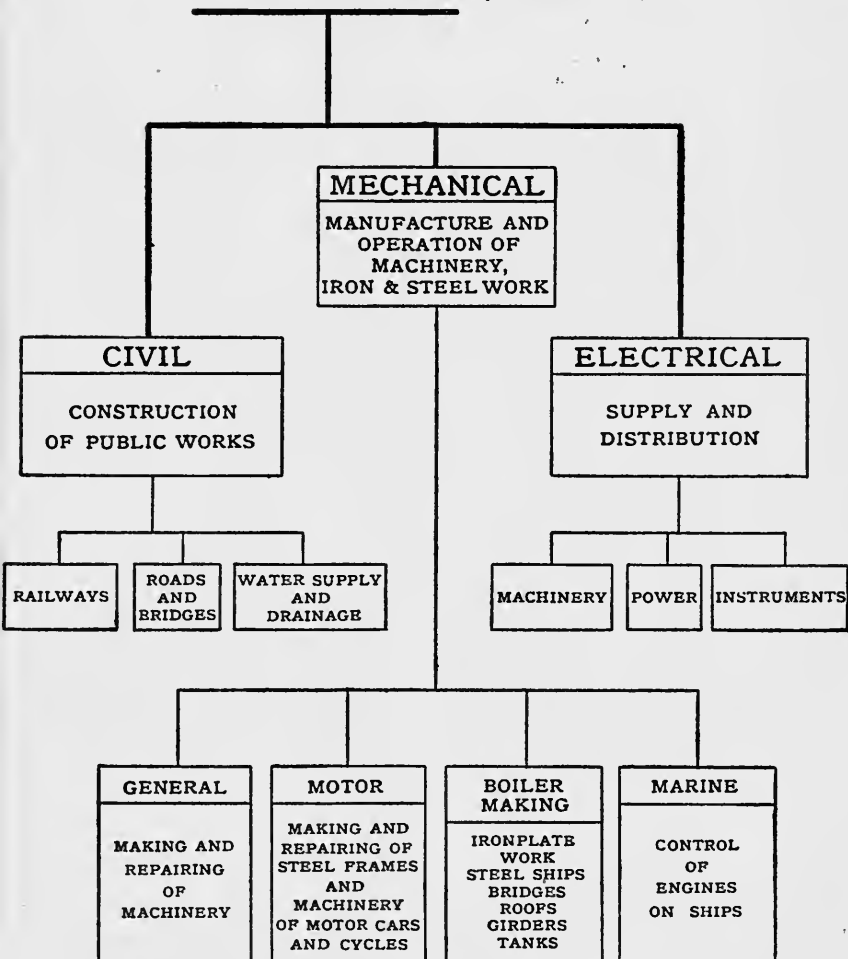 MECHANICAL
MANUFACTURE AND
OPERATION OF
MACHINERY,
IRON & STEEL WORK
CIVIL
CONSTRUCTION
OF PUBLIC WORKS
ELECTRICAL
SUPPLY AND
DISTRIBUTION
RAILWAYS
ROADS
AND
BRIDGES
WATER SUPPLY
AND
DRAINAGE
MACHINERY
POWER
INSTRUMENTS
GENERAL
MAKING AND
REPAIRING
OF
MACHINERY
MOTOR
MAKING AND
REPAIRING OF
STEEL FRAMES
AND
MACHINERY
OF MOTOR CARS
AND CYCLES
BOILER
MAKING
IRONPLATE
WORK
STEEL SHIPS
BRIDGES
ROOFS
GIRDERS
TANKS
MARINE
CONTROL
OF
ENGINES
ON SHIPS